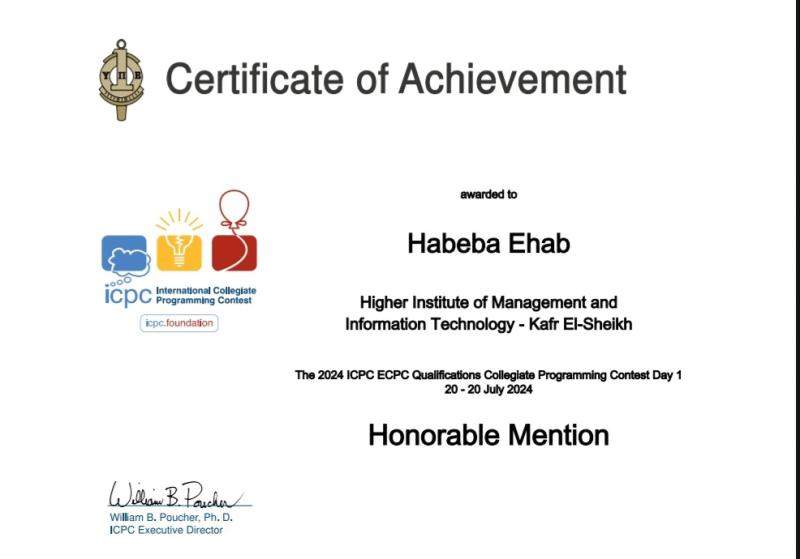 Certificate of Achievement
awarded to
Habeba Ehab
Higher Institute of Management and
Information Technology - Kafr El-Sheikh
The 2024 ICPC ECPC Qualifications Collegiate Programming Contest Day 1
20 - 20 July 2024
Honorable Mention
icpc International Collegiate
Programming Contest
icpc.foundation
William B. Poucher
William B. Poucher, Ph. D.
ICPC Executive Director